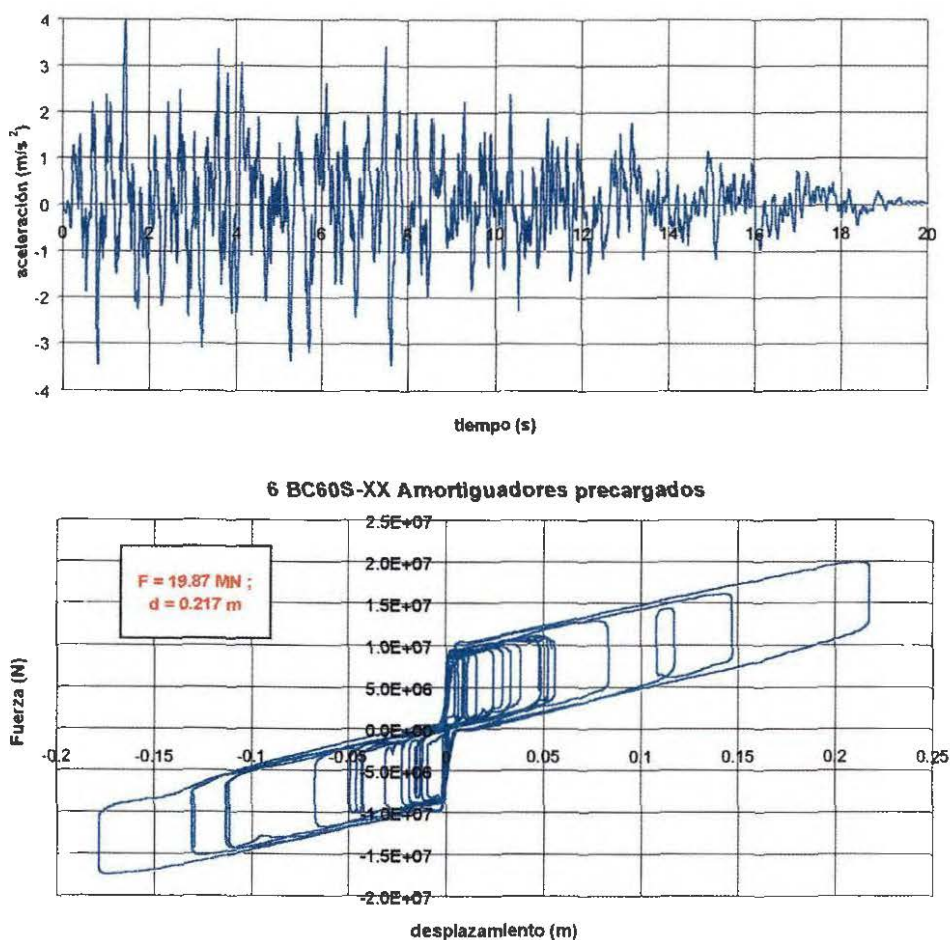 4
3
2
1
0
-1
-2
-3
-4
aceleración (m/s²)
0 2 4 6 8 10 12 14 16 18 20
tiempo (s)
6 BC60S-XX Amortiguadores precargados
F = 19.87 MN ;
d = 0.217 m
2.5E+07
2.0E+07
1.5E+07
1.0E+07
5.0E+06
0.0E+00
-5.0E+06
-1.0E+07
-1.5E+07
-2.0E+07
Fuerza (N)
-0.2 -0.15 -0.1 -0.05 0 0.05 0.1 0.15 0.2 0.25
desplazamiento (m)